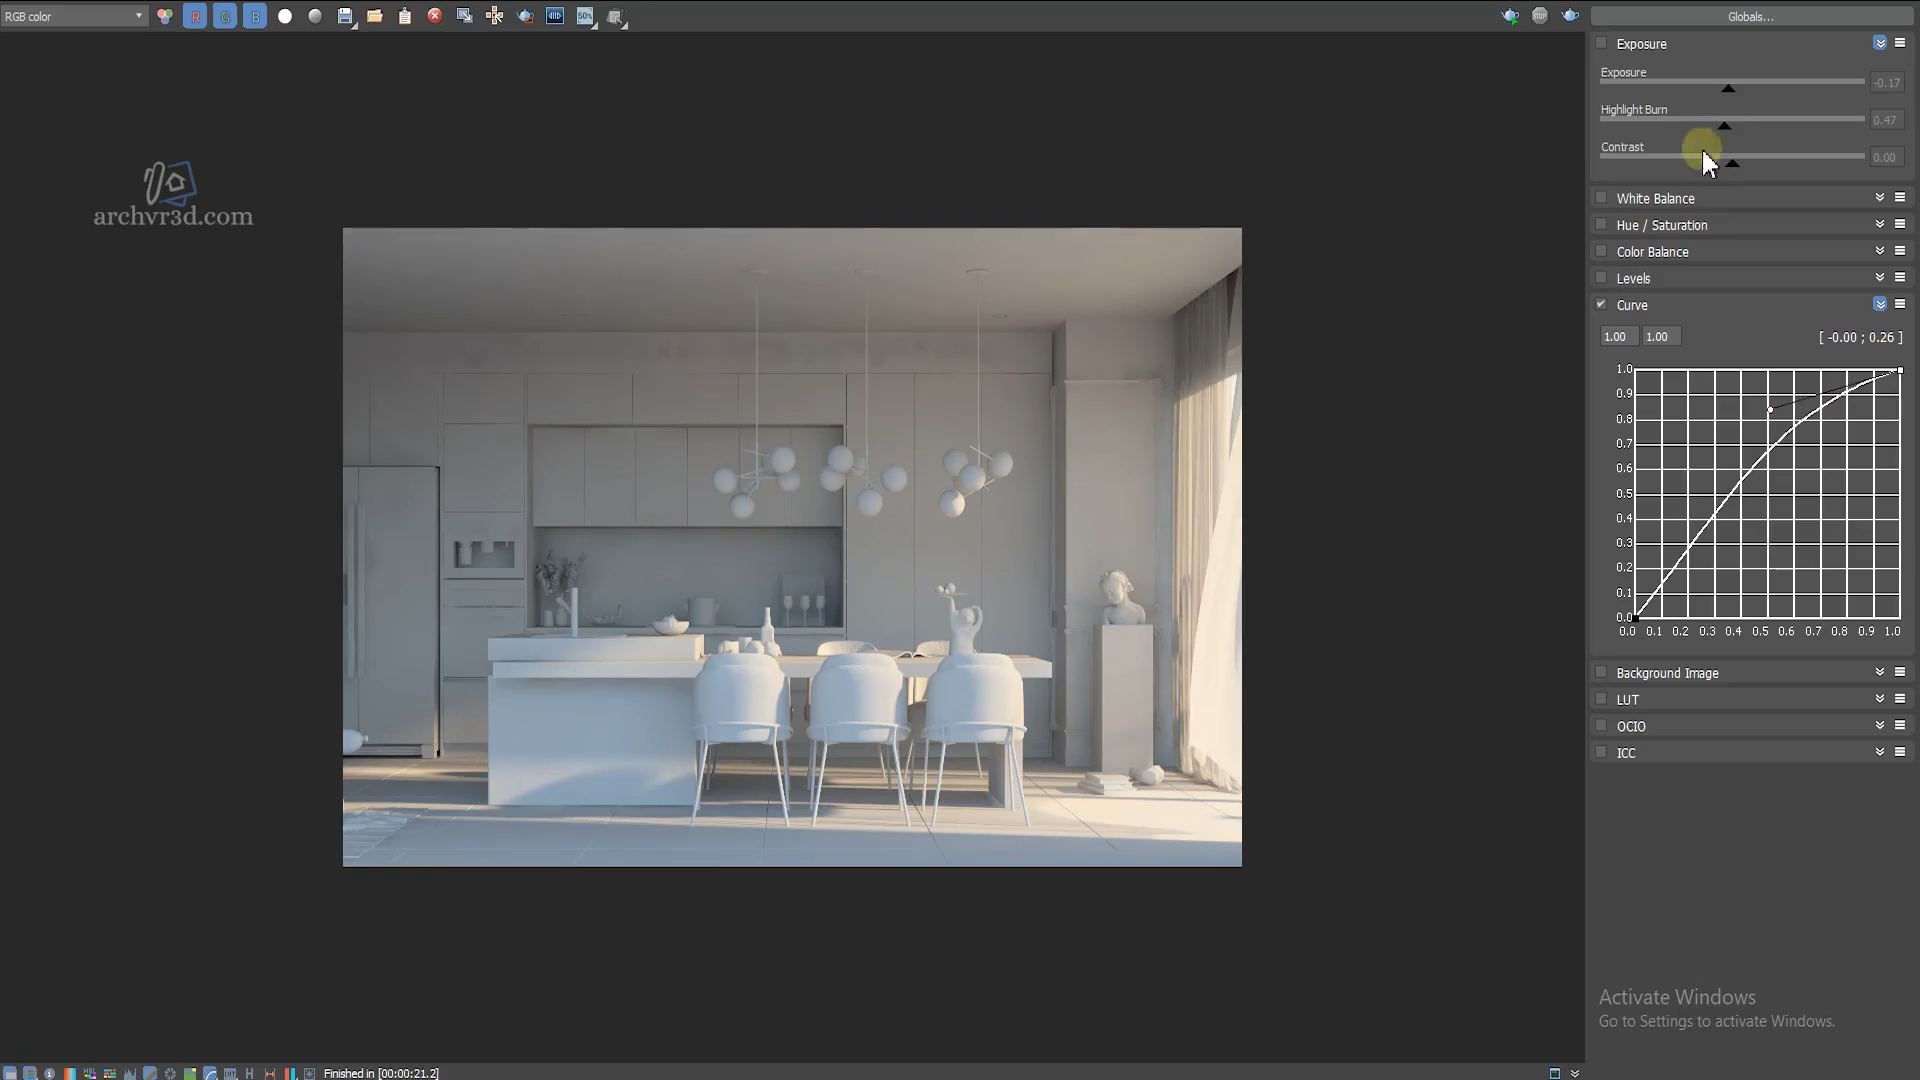 RGB color
R
G
B
50%
STOP
Globals...
Exposure
Exposure
-0.17
Highlight Burn
0.47
Contrast
0.00
White Balance
Hue / Saturation
Color Balance
Levels
Curve
1.00
1.00
[ -0.00 ; 0.26 ]
1.0
0.9
0.8
0.7
0.6
0.5
0.4
0.3
0.2
0.1
0.0
0.0 0.1 0.2 0.3 0.4 0.5 0.6 0.7 0.8 0.9 1.0
Background Image
LUT
OCIO
ICC
archvr3d.com
Activate Windows
Go to Settings to activate Windows.
H
Finished in [00:00:21.2]